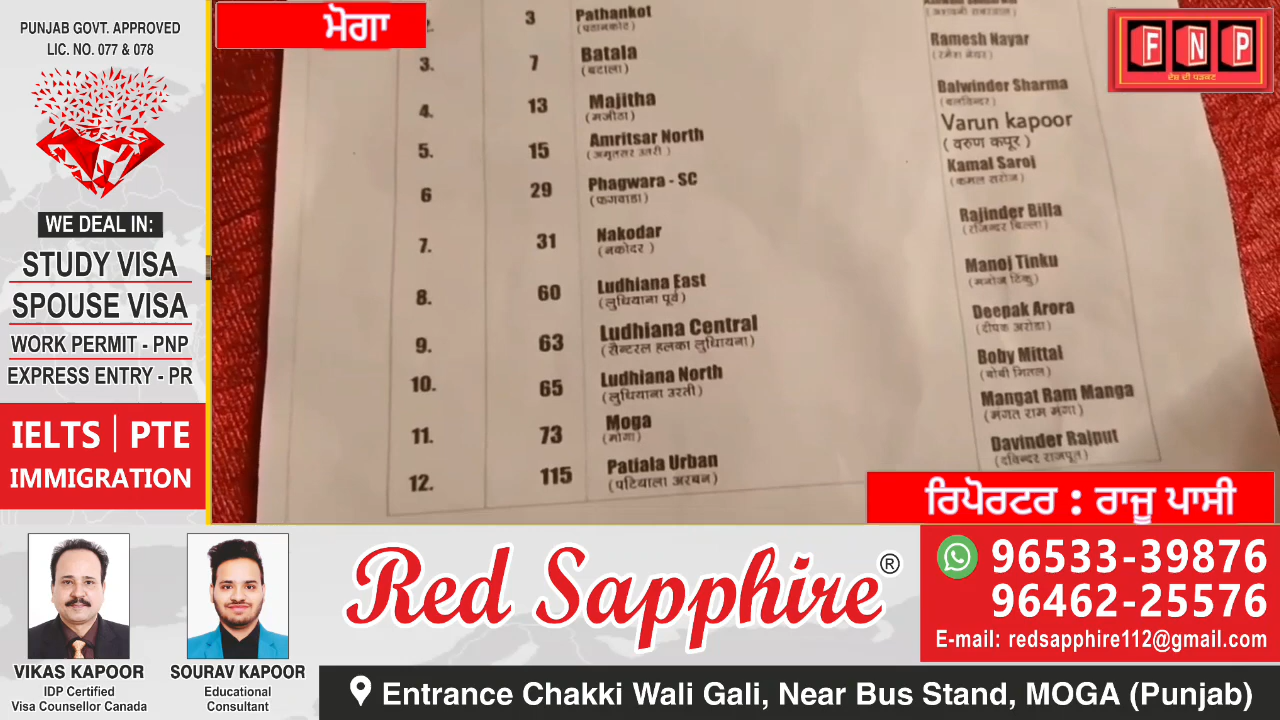 PUNJAB GOVT. APPROVED
LIC. NO. 077 & 078
WE DEAL IN:
STUDY VISA
SPOUSE VISA
WORK PERMIT - PNP
EXPRESS ENTRY - PR
IELTS | PTE
IMMIGRATION
ਮੋਗਾ
FNP
ਦੇਸ਼ ਦੀ ਧੜਕਣ
2. 3 Pathankot
(पठानकोट)
3. 7 Batala Ramesh Nayar
(बटाला) (रमेश नैयर)
4. 13 Majitha Balwinder Sharma
(मजीठा) (बलविन्दर)
5. 15 Amritsar North Varun kapoor
(अमृतसर उतरी) (वरुण कपूर)
6 29 Phagwara - SC Kamal Saroj
(फगवाडा) (कमल सरोज)
7. 31 Nakodar Rajinder Billa
(नकोदर) (रजिन्दर बिल्ला)
8. 60 Ludhiana East Manoj Tinku
(लुधियाना पूर्व) (मनोज टिंकु)
9. 63 Ludhiana Central Deepak Arora
(सैन्टरल हलका लुधियाना) (दीपक अरोडा)
10. 65 Ludhiana North Boby Mittal
(लुधियाना उरती) (बोबी मितल)
11. 73 Moga Mangat Ram Manga
(मोगा) (मंगत राम मंगा)
12. 115 Patiala Urban Davinder Rajput
(पटियाला अरबन) (दविन्दर राजपूत)
ਰਿਪੋਰਟਰ : ਰਾਜੂ ਪਾਸੀ
VIKAS KAPOOR
IDP Certified
Visa Counsellor Canada
SOURAV KAPOOR
Educational
Consultant
Red Sapphire®
96533-39876
96462-25576
E-mail: redsapphire112@gmail.com
Entrance Chakki Wali Gali, Near Bus Stand, MOGA (Punjab)